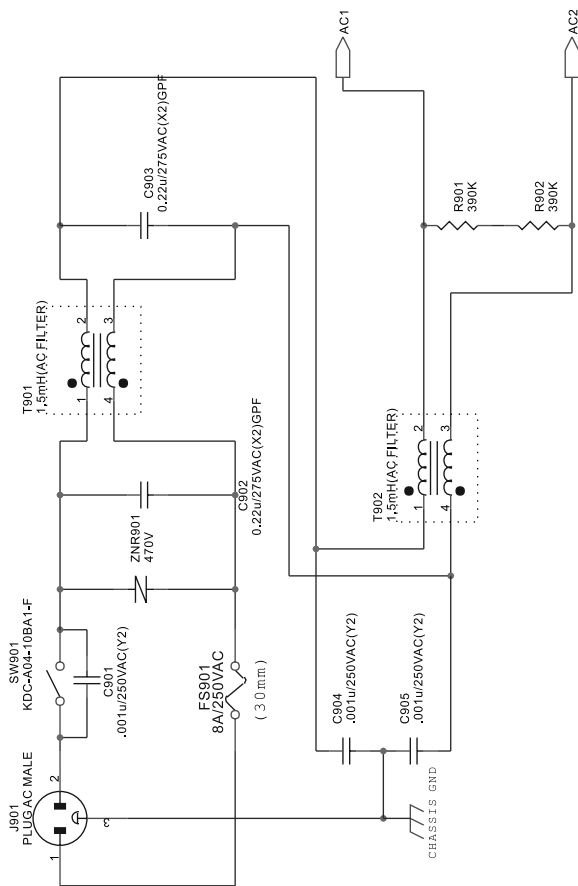 J901
PLUG AC MALE
1
2
3
SW901
KDC-A04-10BA1-F
C901
.001u/250VAC(Y2)
FS901
8A/250VAC
(30mm)
ZNR901
470V
C902
0.22u/275VAC(X2)GPF
T901
1,5mH(AC FILTER)
1
2
4
3
C903
0.22u/275VAC(X2)GPF
C904
.001u/250VAC(Y2)
C905
.001u/250VAC(Y2)
CHASSIS GND
T902
1,5mH(AC FILTER)
1
2
4
3
R901
390K
R902
390K
AC1
AC2